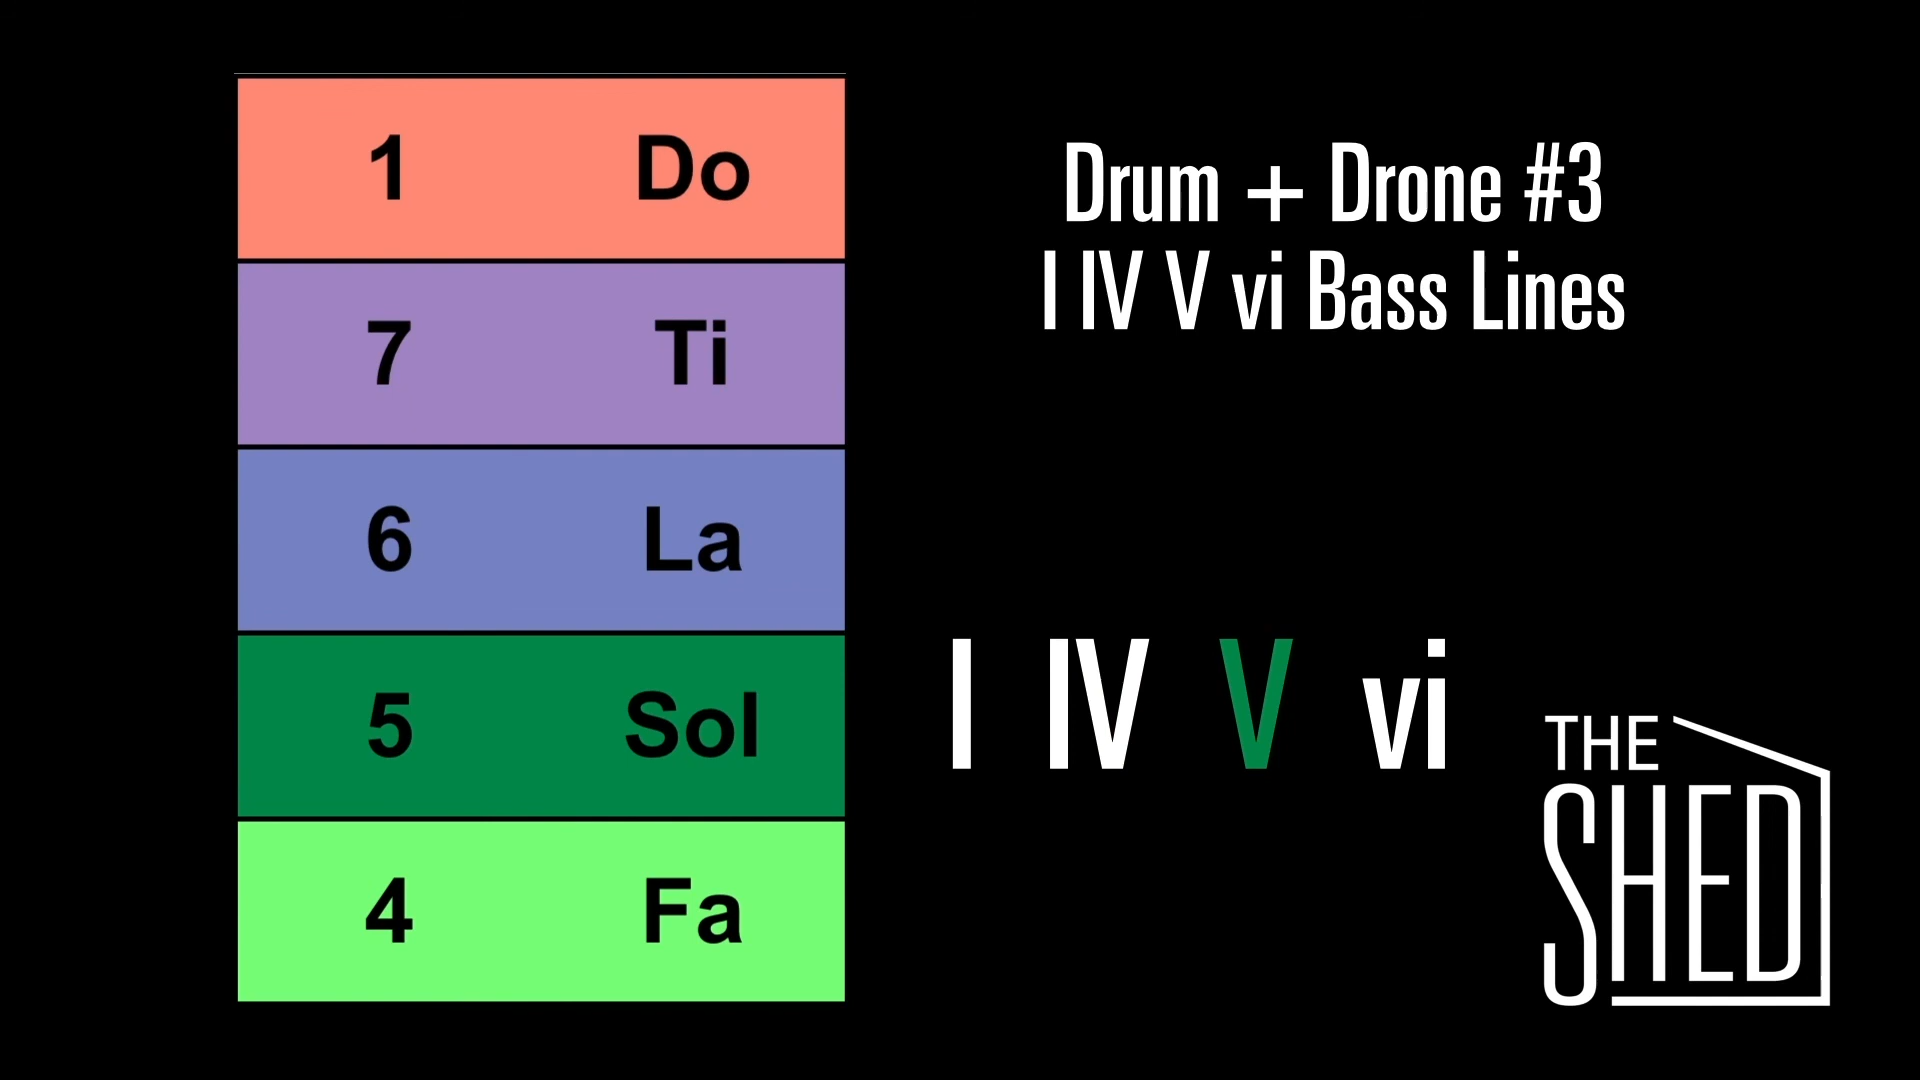 1 Do
7 Ti
6 La
5 Sol
4 Fa
Drum + Drone #3
I IV V vi Bass Lines
I IV V vi
THE
SHED